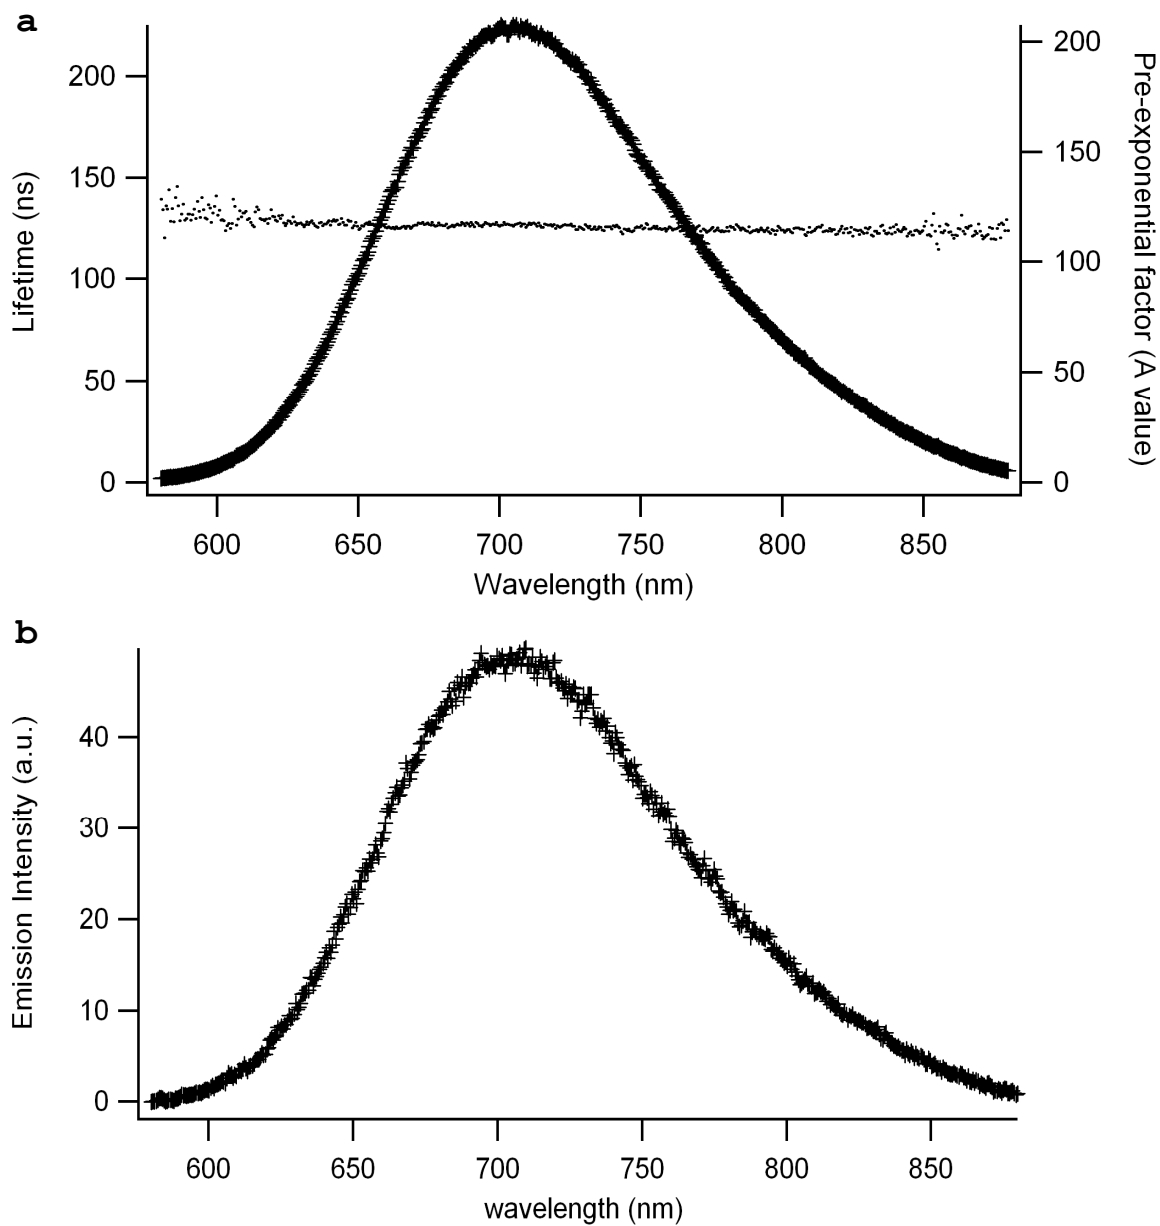 a
200
150
100
50
0
Lifetime (ns)
200
150
100
50
0
Pre-exponential factor (A value)
600 650 700 750 800 850
Wavelength (nm)
b
40
30
20
10
0
Emission Intensity (a.u.)
600 650 700 750 800 850
wavelength (nm)